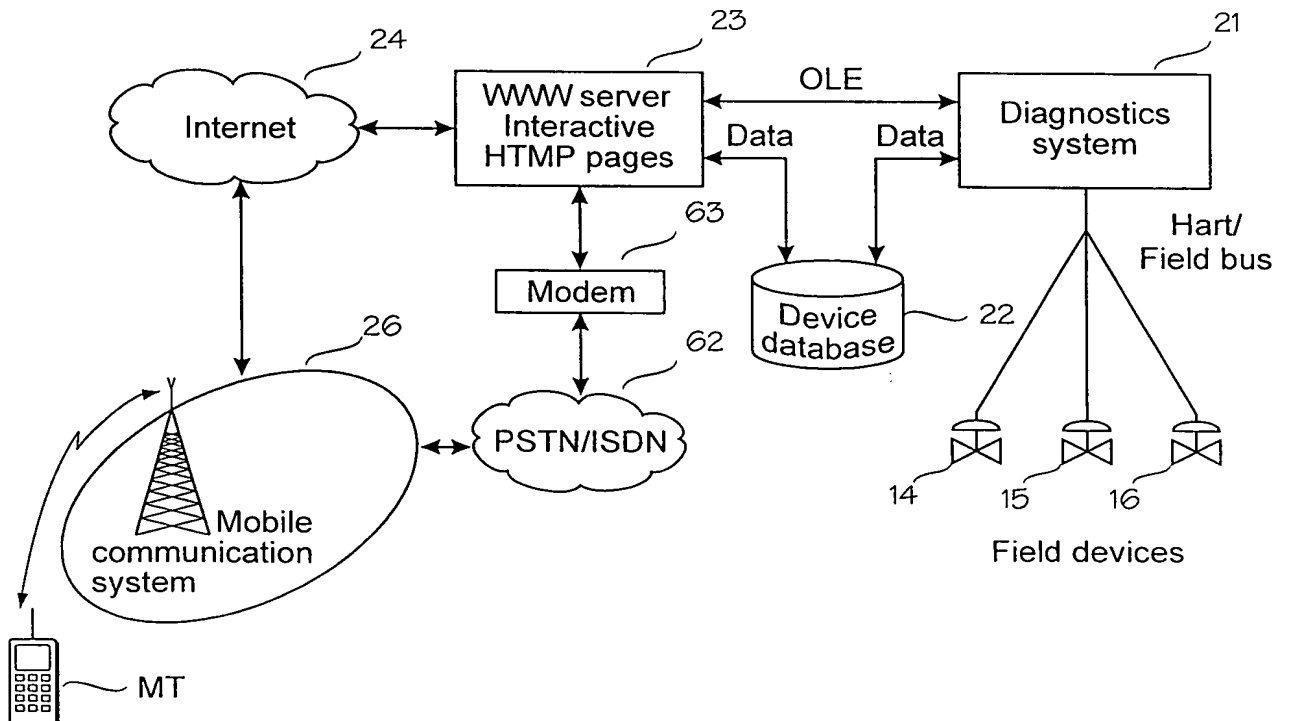 24
23
21
Internet
WWW server
Interactive
HTMP pages
OLE
Data
Data
Diagnostics
system
63
Hart/
Field bus
Modem
Device
database
22
26
62
PSTN/ISDN
14
15
16
Mobile
communication
system
Field devices
MT